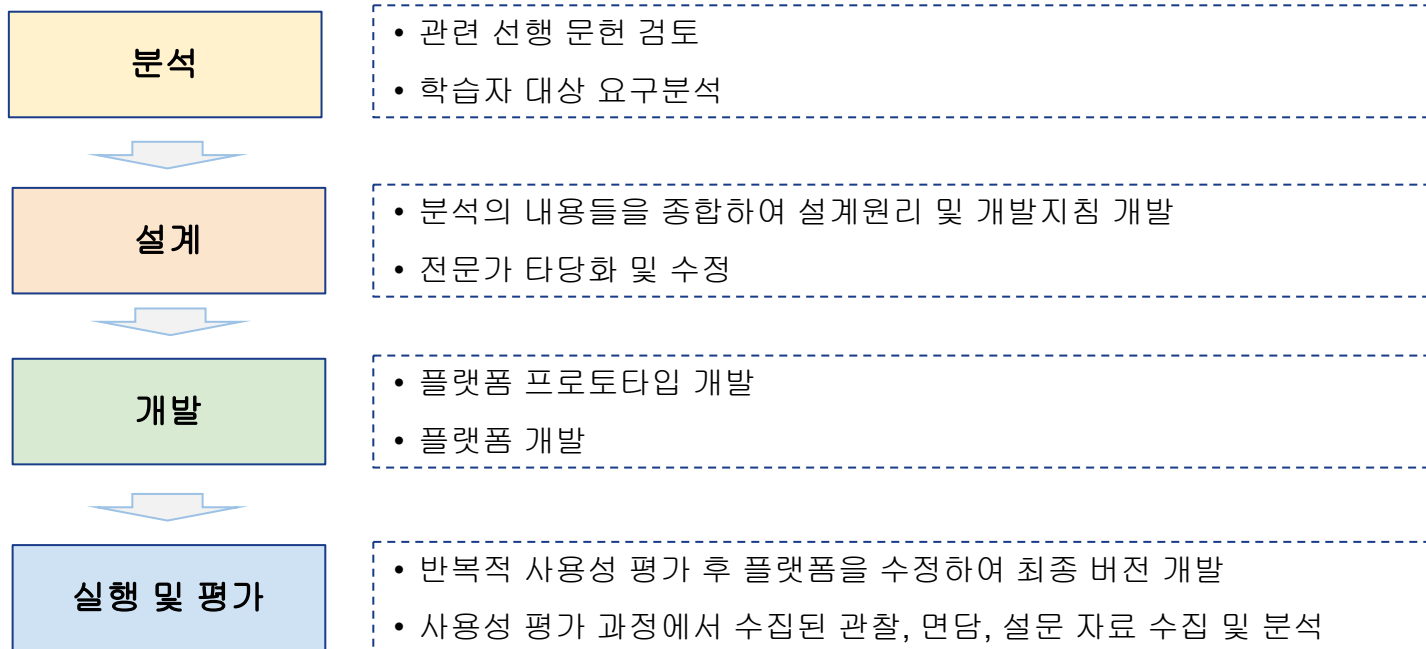 분석
• 관련 선행 문헌 검토
• 학습자 대상 요구분석
설계
• 분석의 내용들을 종합하여 설계원리 및 개발지침 개발
• 전문가 타당화 및 수정
개발
• 플랫폼 프로토타입 개발
• 플랫폼 개발
실행 및 평가
• 반복적 사용성 평가 후 플랫폼을 수정하여 최종 버전 개발
• 사용성 평가 과정에서 수집된 관찰, 면담, 설문 자료 수집 및 분석